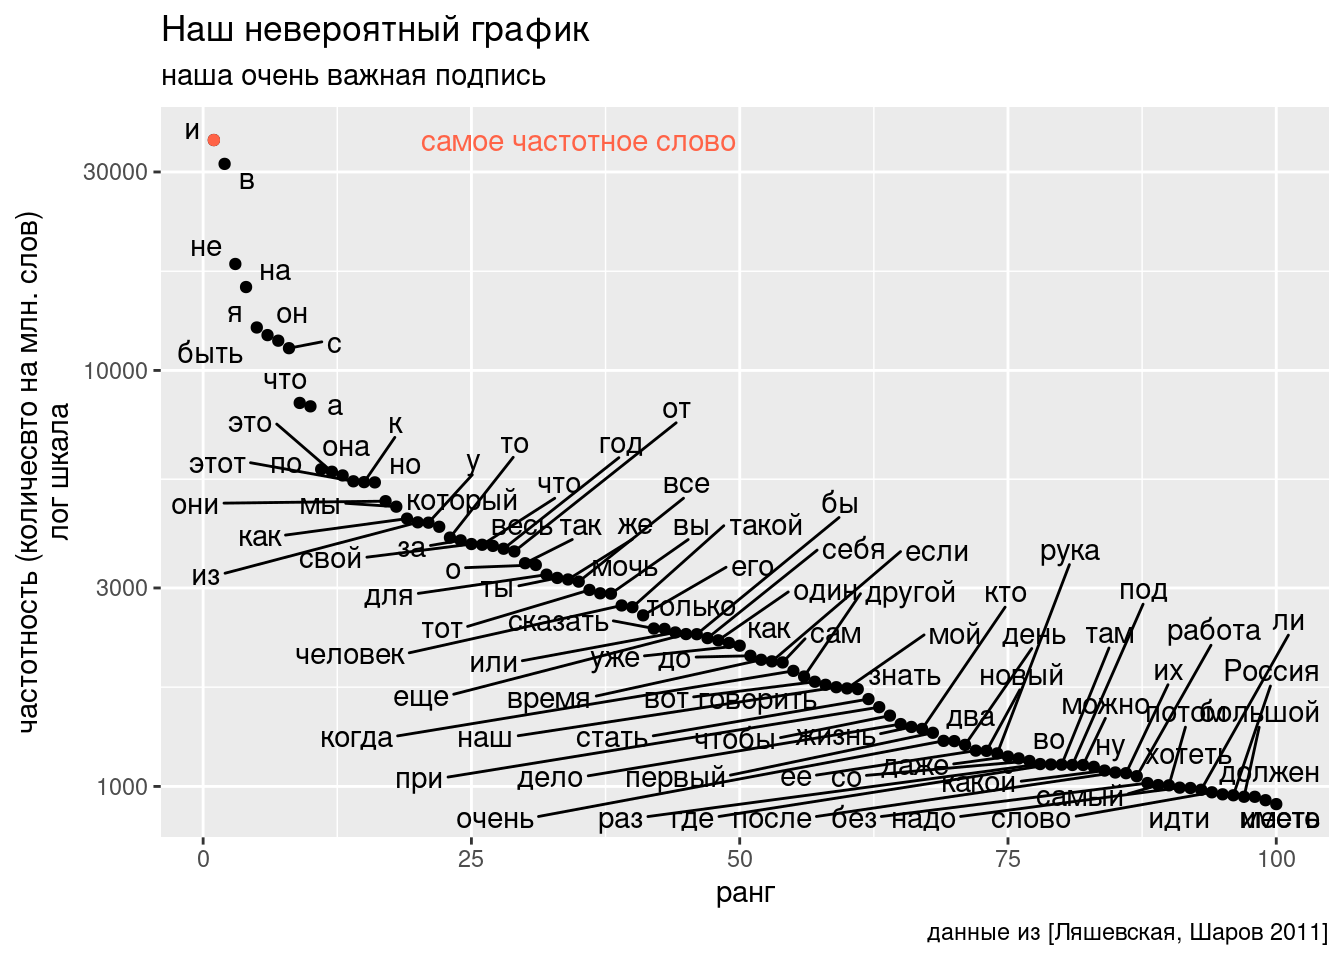 Наш невероятный график
наша очень важная подпись
частотность (количесвто на млн. слов)
лог шкала
30000
10000
3000
1000
и
самое частотное слово
в
не
на
я
он
с
быть
что
а
от
это
к
она
то
год
этот
по
но
у
они
мы
который
что
все
бы
как
весь
так
же
вы
такой
за
свой
из
о
ты
мочь
его
себя
если
рука
для
только
один
другой
кто
под
тот
сказать
как
сам
мой
день
там
работа
ли
человек
или
уже
до
знать
новый
их
Россия
еще
время
вот
говорить
можно
потом
большой
когда
наш
стать
чтобы
жизнь
два
во
ну
хотеть
при
дело
первый
ее
со
даже
какой
самый
должен
очень
раз
где
после
без
надо
слово
идти
иметь
0
25
50
75
100
ранг
данные из [Ляшевская, Шаров 2011]